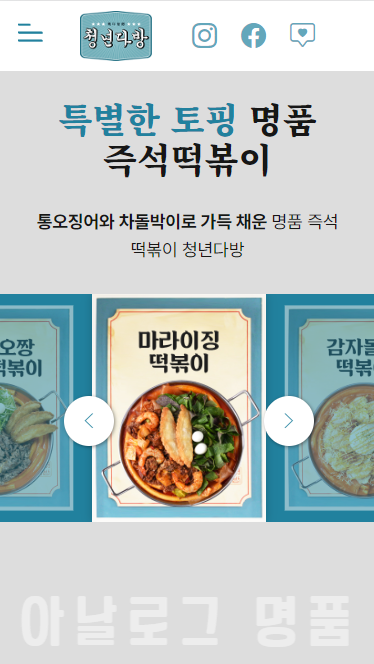 청년다방
특별한 토핑 명품
즉석떡볶이
통오징어와 차돌박이로 가득 채운 명품 즉석
떡볶이 청년다방
오짱
볶이
마라이징
떡볶이
감자돌
떡볶
아날로그 명품